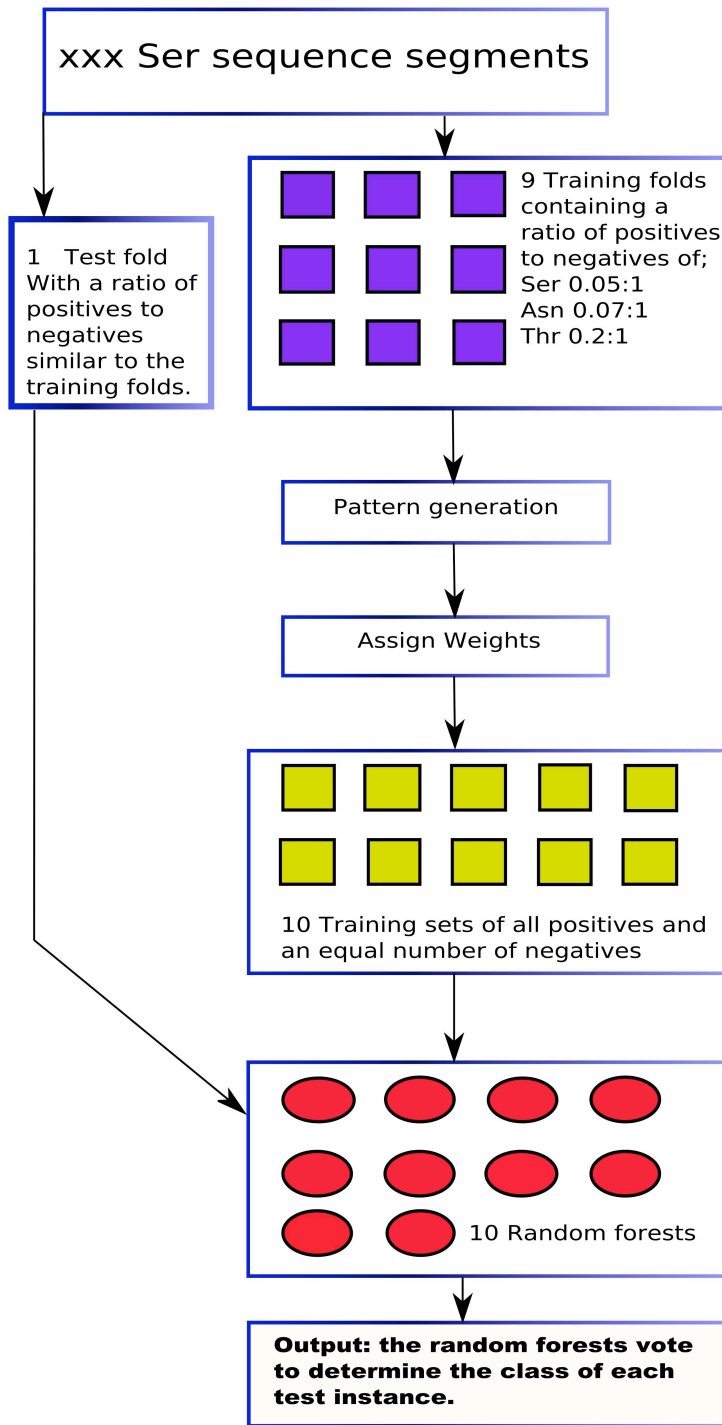 xxx Ser sequence segments
9 Training folds
containing a
ratio of positives
to negatives of;
Ser 0.05:1
Asn 0.07:1
Thr 0.2:1
1 Test fold
With a ratio of
positives to
negatives
similar to the
training folds.
Pattern generation
Assign Weights
10 Training sets of all positives and
an equal number of negatives
10 Random forests
Output: the random forests vote
to determine the class of each
test instance.